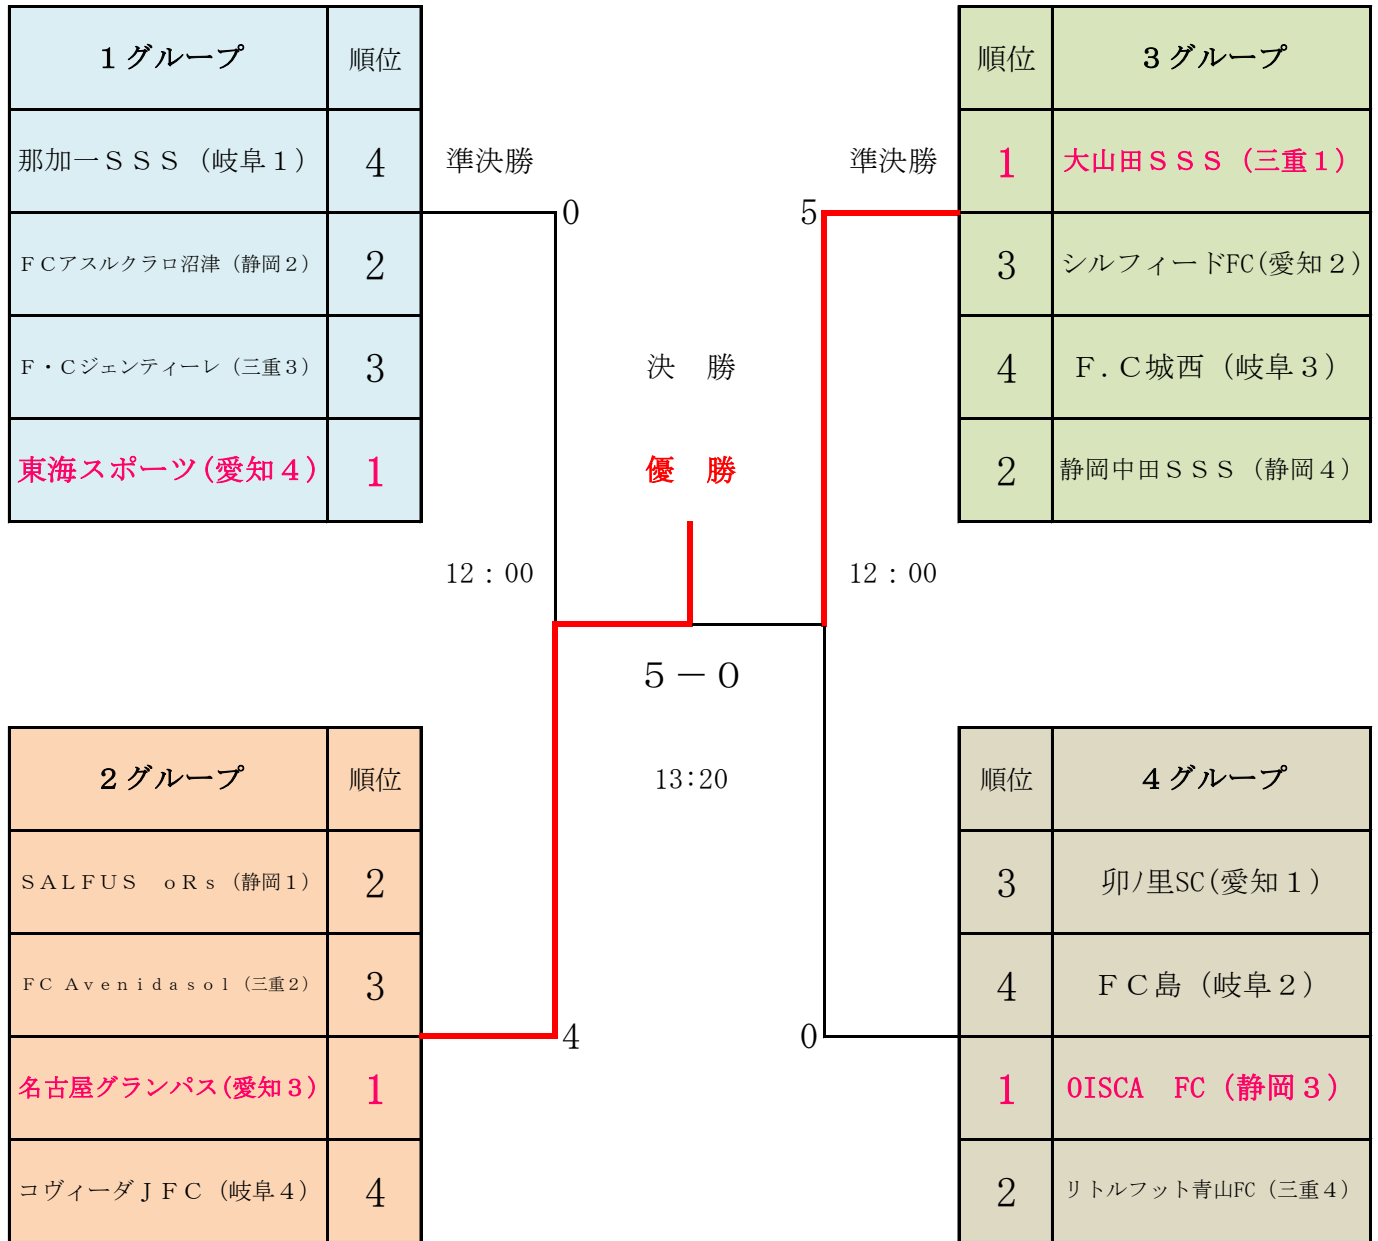 １グループ 順位
那加一ＳＳＳ（岐阜１） 4
ＦＣアスルクラロ沼津（静岡２） 2
Ｆ・Ｃジェンティーレ（三重３） 3
東海スポーツ(愛知４) 1
準決勝
0
12：00
順位 ３グループ
1 大山田ＳＳＳ（三重１）
3 シルフィードFC(愛知２)
4 Ｆ.Ｃ城西（岐阜３）
2 静岡中田ＳＳＳ（静岡４）
準決勝
5
12：00
決　勝
優　勝
５－０
13:20
２グループ 順位
ＳＡＬＦＵＳ　ｏＲｓ（静岡１） 2
ＦＣ Ａｖｅｎｉｄａｓｏｌ（三重２） 3
名古屋グランパス(愛知３) 1
コヴィーダＪＦＣ（岐阜４） 4
4
順位 ４グループ
3 卯ﾉ里SC(愛知１)
4 ＦＣ島（岐阜２）
1 OISCA　FC（静岡３）
2 リトルフット青山FC（三重４）
0